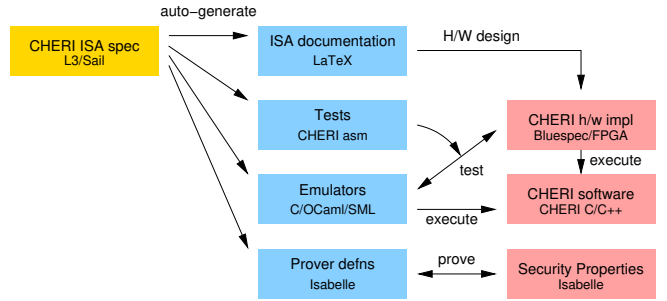 auto-generate
CHERI ISA spec
L3/Sail
ISA documentation
LaTeX
H/W design
Tests
CHERI asm
CHERI h/w impl
Bluespec/FPGA
test
execute
Emulators
C/OCaml/SML
execute
CHERI software
CHERI C/C++
Prover defns
Isabelle
prove
Security Properties
Isabelle